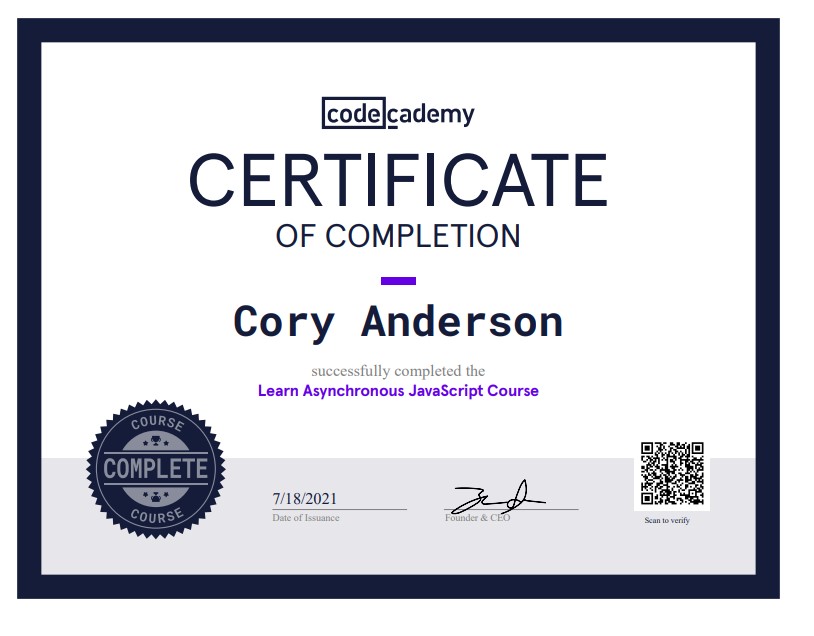 codecademy
CERTIFICATE
OF COMPLETION
Cory Anderson
successfully completed the
Learn Asynchronous JavaScript Course
COURSE
COMPLETE
COURSE
7/18/2021
Date of Issuance
Founder & CEO
Scan to verify